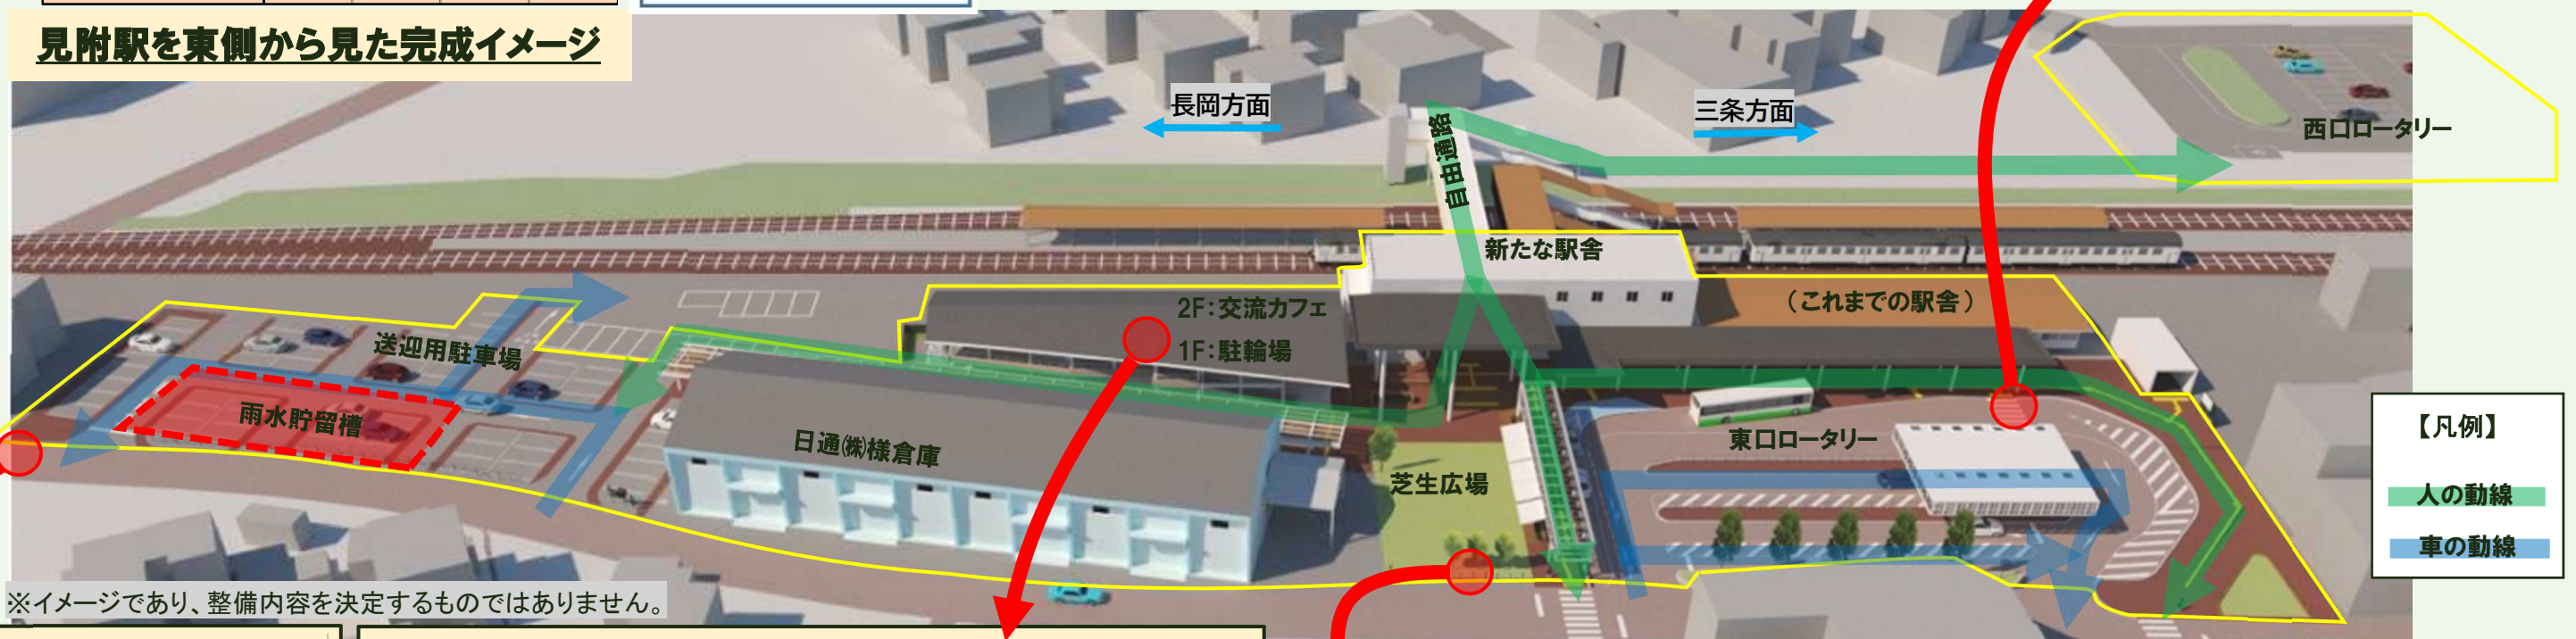 見附駅を東側から見た完成イメージ
長岡方面
三条方面
西口ロータリー
自由通路
新たな駅舎
（これまでの駅舎）
2F：交流カフェ
1F：駐輪場
送迎用駐車場
雨水貯留槽
日通㈱様倉庫
芝生広場
東口ロータリー
【凡例】
人の動線
車の動線
※イメージであり、整備内容を決定するものではありません。